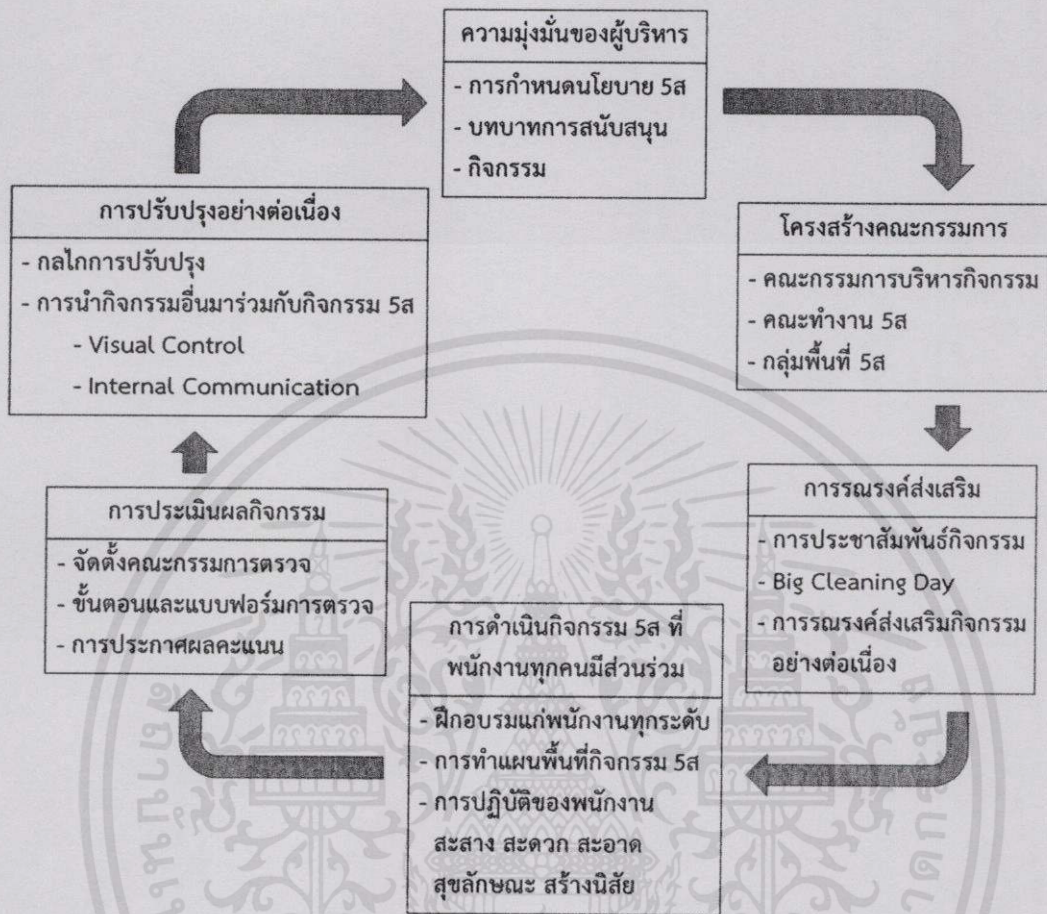 ความมุ่งมั่นของผู้บริหาร
- การกำหนดนโยบาย 5ส
- บทบาทการสนับสนุน
- กิจกรรม
โครงสร้างคณะกรรมการ
- คณะกรรมการบริหารกิจกรรม
- คณะทำงาน 5ส
- กลุ่มพื้นที่ 5ส
การรณรงค์ส่งเสริม
- การประชาสัมพันธ์กิจกรรม
- Big Cleaning Day
- การรณรงค์ส่งเสริมกิจกรรม
อย่างต่อเนื่อง
การดำเนินกิจกรรม 5ส ที่
พนักงานทุกคนมีส่วนร่วม
- ฝึกอบรมแก่พนักงานทุกระดับ
- การทำแผนพื้นที่กิจกรรม 5ส
- การปฏิบัติของพนักงาน
สะสาง สะดวก สะอาด
สุขลักษณะ สร้างนิสัย
การประเมินผลกิจกรรม
- จัดตั้งคณะกรรมการตรวจ
- ขั้นตอนและแบบฟอร์มการตรวจ
- การประกาศผลคะแนน
การปรับปรุงอย่างต่อเนื่อง
- กลไกการปรับปรุง
- การนำกิจกรรมอื่นมาร่วมกับกิจกรรม 5ส
- Visual Control
- Internal Communication